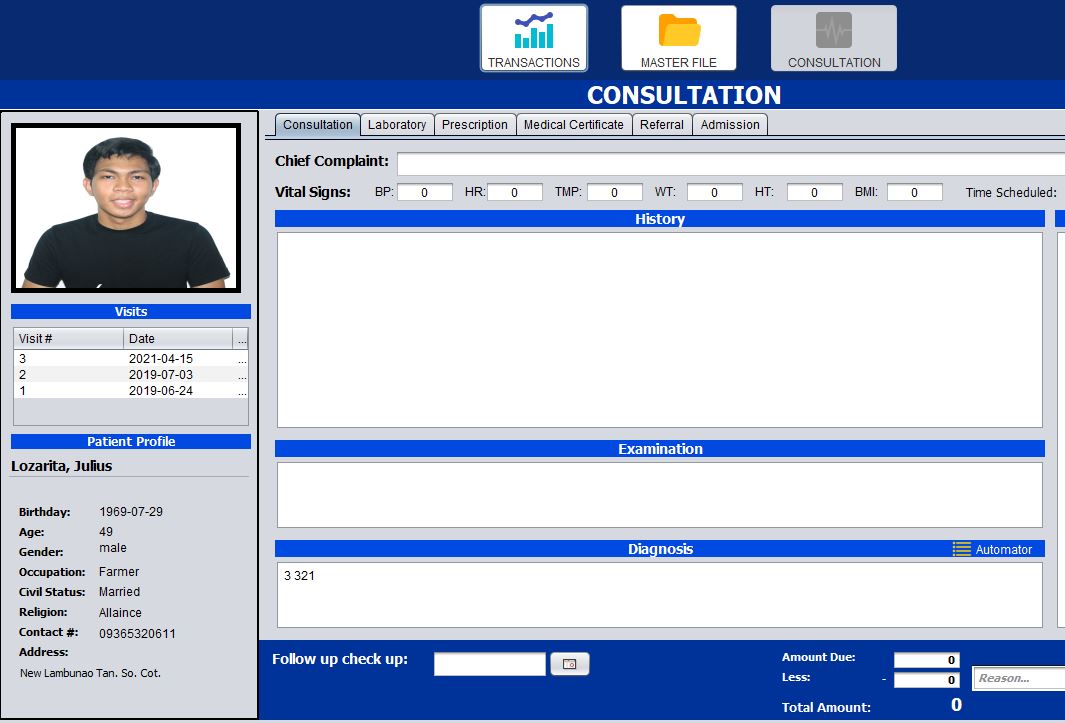 TRANSACTIONS MASTER FILE CONSULTATION
CONSULTATION
Consultation Laboratory Prescription Medical Certificate Referral Admission
Chief Complaint:
Vital Signs: BP: 0 HR: 0 TMP: 0 WT: 0 HT: 0 BMI: 0 Time Scheduled:
History
Visits
Visit # Date ...
3 2021-04-15 ...
2 2019-07-03 ...
1 2019-06-24 ...
Patient Profile
Lozarita, Julius
Birthday: 1969-07-29
Age: 49
Gender: male
Occupation: Farmer
Civil Status: Married
Religion: Allaince
Contact #: 09365320611
Address:
New Lambunao Tan. So. Cot.
Examination
Diagnosis Automator
3 321
Follow up check up:
Amount Due: 0
Less: - 0 Reason...
Total Amount: 0